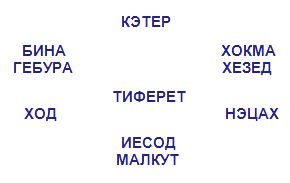 КЭТЕР
БИНА ХОКМА
ГЕБУРА ХЕЗЕД
ТИФЕРЕТ
ХОД НЭЦАХ
ИЕСОД
МАЛКУТ